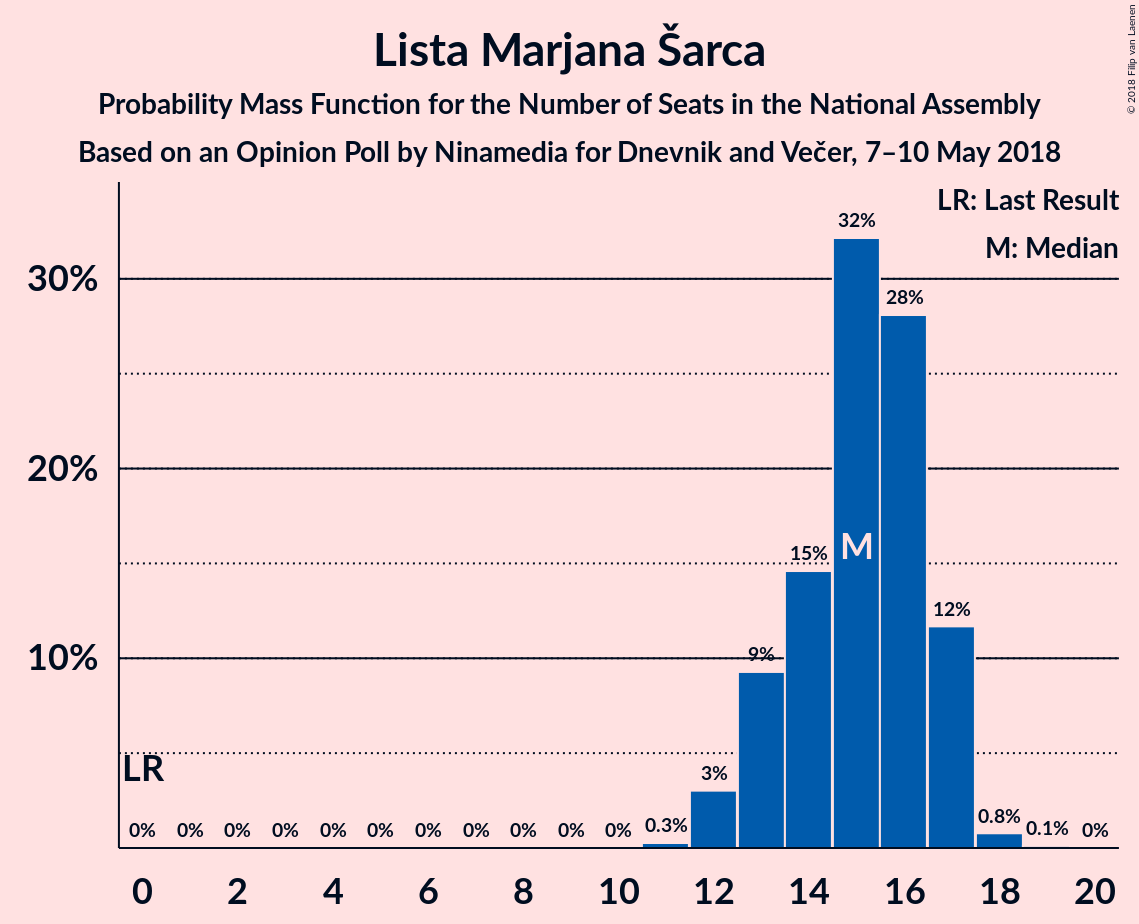 © 2018 Filip van Laenen
Lista Marjana Šarca
Probability Mass Function for the Number of Seats in the National Assembly
Based on an Opinion Poll by Ninamedia for Dnevnik and Večer, 7–10 May 2018
LR: Last Result
M: Median
32%
30%
28%
20%
M
15%
12%
10%
9%
LR
3%
0% 0% 0% 0% 0% 0% 0% 0% 0% 0% 0% 0.3% 0.8% 0.1% 0%
0 2 4 6 8 10 12 14 16 18 20